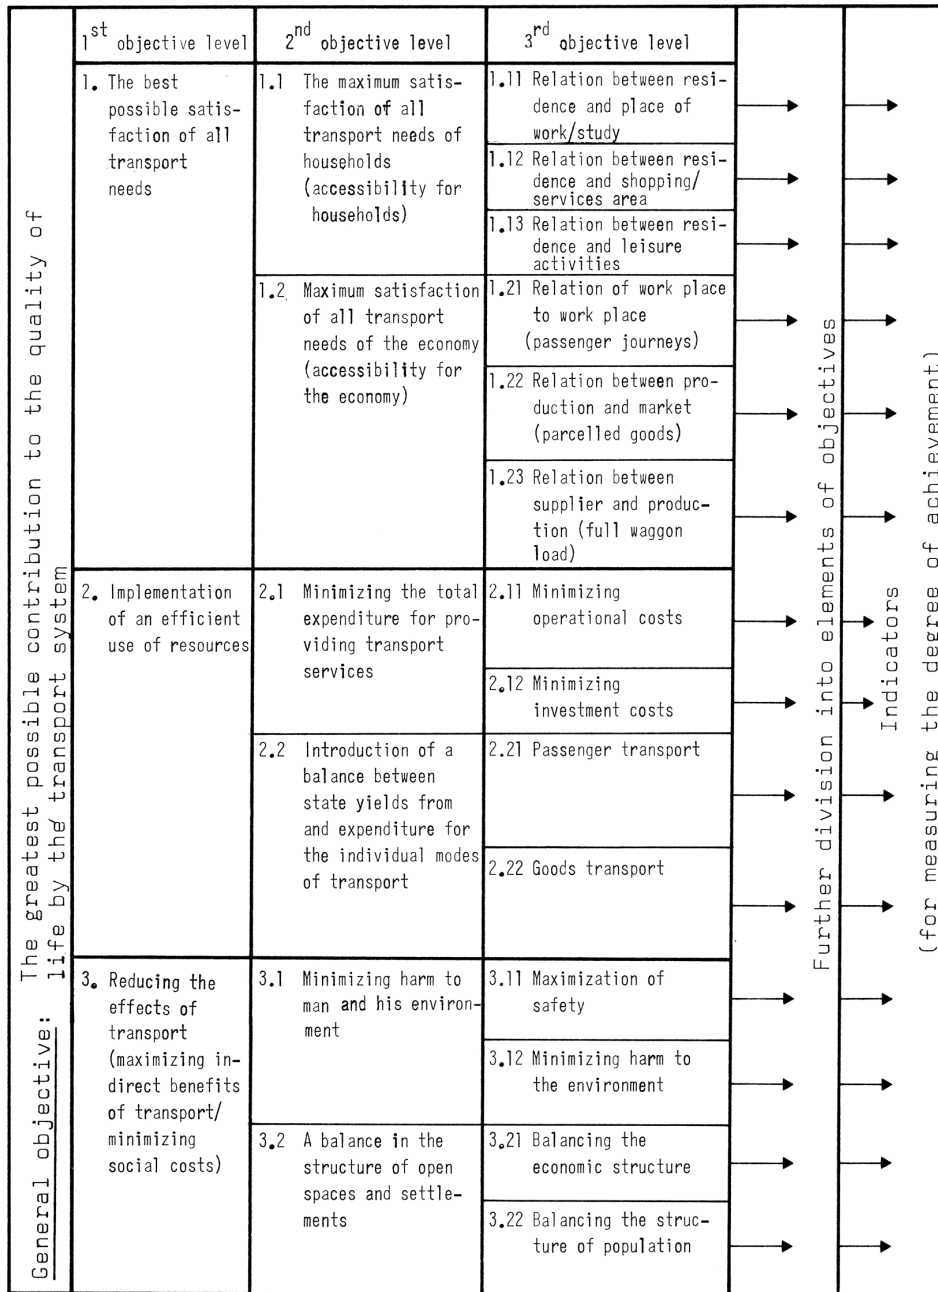 General objective: The greatest possible contribution to the quality of
life by the transport system
1st objective level
2nd objective level
3rd objective level
1. The best
possible satis-
faction of all
transport
needs
1.1 The maximum satis-
faction of all
transport needs of
households
(accessibility for
households)
1.11 Relation between resi-
dence and place of
work/study
1.12 Relation between resi-
dence and shopping/
services area
1.13 Relation between resi-
dence and leisure
activities
1.2 Maximum satisfaction
of all transport
needs of the economy
(accessibility for
the economy)
1.21 Relation of work place
to work place
(passenger journeys)
1.22 Relation between pro-
duction and market
(parcelled goods)
1.23 Relation between
supplier and produc-
tion (full waggon
load)
2. Implementation
of an efficient
use of resources
2.1 Minimizing the total
expenditure for pro-
viding transport
services
2.11 Minimizing
operational costs
2.12 Minimizing
investment costs
2.2 Introduction of a
balance between
state yields from
and expenditure for
the individual modes
of transport
2.21 Passenger transport
2.22 Goods transport
3. Reducing the
effects of
transport
(maximizing in-
direct benefits
of transport/
minimizing
social costs)
3.1 Minimizing harm to
man and his environ-
ment
3.11 Maximization of
safety
3.12 Minimizing harm to
the environment
3.2 A balance in the
structure of open
spaces and settle-
ments
3.21 Balancing the
economic structure
3.22 Balancing the struc-
ture of population
Further division into elements of objectives
Indicators
(for measuring the degree of achievement)